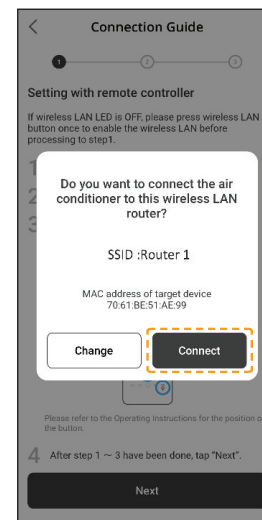 Connection Guide
1
2
3
Setting with remote controller
If wireless LAN LED is OFF, please press wireless LAN
button once to enable the wireless LAN before
processing to step1.
1
2
3
Do you want to connect the air
conditioner to this wireless LAN
router?
SSID :Router 1
MAC address of target device
70:61:BE:51:AE:99
Change
Connect
Please refer to the Operating Instructions for the position o
the button.
4 After step 1 ~ 3 have been done, tap "Next".
Next